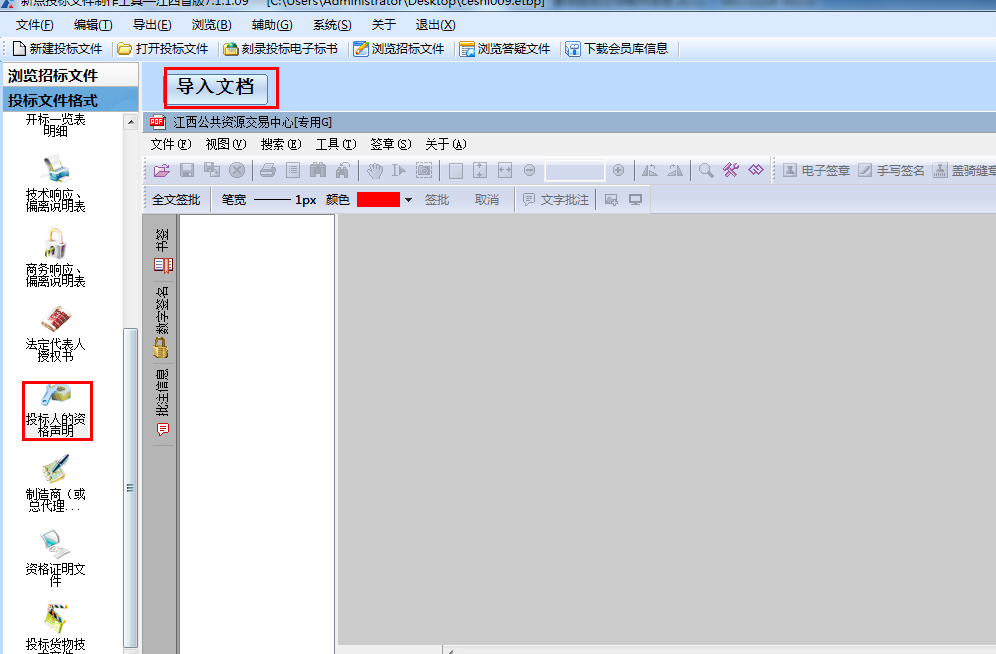 新点投标文件制作工具—江西省版7.1.1.09 [C:\Users\Administrator\Desktop\ceshi009.etbp]
文件(F) 编辑(T) 导出(E) 浏览(B) 辅助(G) 系统(S) 关于 退出(X)
新建投标文件 打开投标文件 刻录投标电子标书 浏览招标文件 浏览答疑文件 下载会员库信息
浏览招标文件
投标文件格式
开标一览表
明细
技术响应、
偏离说明表
商务响应、
偏离说明表
法定代表人
授权书
投标人的资
格声明
制造商（或
总代理...
资格证明文
件
投标货物技
导入文档
PDF 江西公共资源交易中心[专用G]
文件(F) 视图(V) 搜索(E) 工具(T) 签章(S) 关于(A)
电子签章 手写签名 盖骑缝章
全文签批 笔宽 1px 颜色 签批 取消 文字批注
书签
数字签名
批注信息